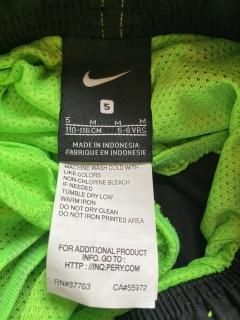 5
5 M M M
110-116 CM 5-6 YRS
MADE IN INDONESIA
FABRIQUE EN INDONESIE
MACHINE WASH COLD WITH
LIKE COLORS
NON-CHLORINE BLEACH
IF NEEDED
TUMBLE DRY LOW
WARM IRON
DO NOT DRY CLEAN
DO NOT IRON PRINTED AREA
FOR ADDITIONAL PRODUCT
INFO. GO TO:
HTTP://INQ.PERY.COM
RN#37763 CA#55972